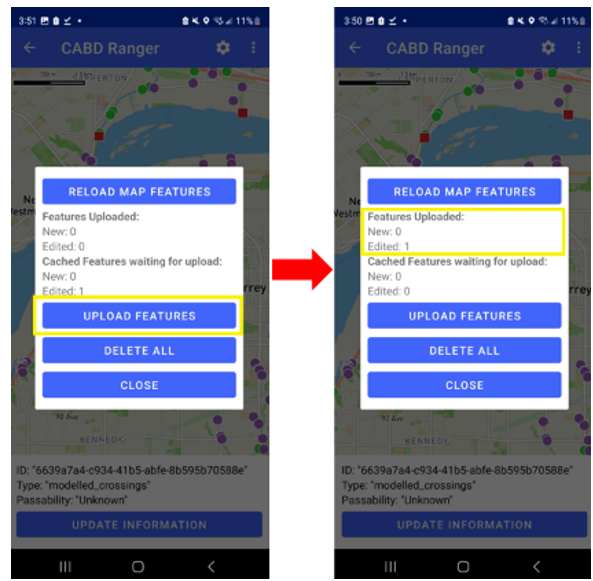 3:51
11%
CABD Ranger
RELOAD MAP FEATURES
Features Uploaded:
New: 0
Edited: 0
Cached Features waiting for upload:
New: 0
Edited: 1
UPLOAD FEATURES
DELETE ALL
CLOSE
KENNEDY
ID: "6639a7a4-c934-41b5-abfe-8b595b70588e"
Type: "modelled_crossings"
Passability: "Unknown"
UPDATE INFORMATION
3:50
11%
CABD Ranger
RELOAD MAP FEATURES
Features Uploaded:
New: 0
Edited: 1
Cached Features waiting for upload:
New: 0
Edited: 0
UPLOAD FEATURES
DELETE ALL
CLOSE
KENNEDY
ID: "6639a7a4-c934-41b5-abfe-8b595b70588e"
Type: "modelled_crossings"
Passability: "Unknown"
UPDATE INFORMATION